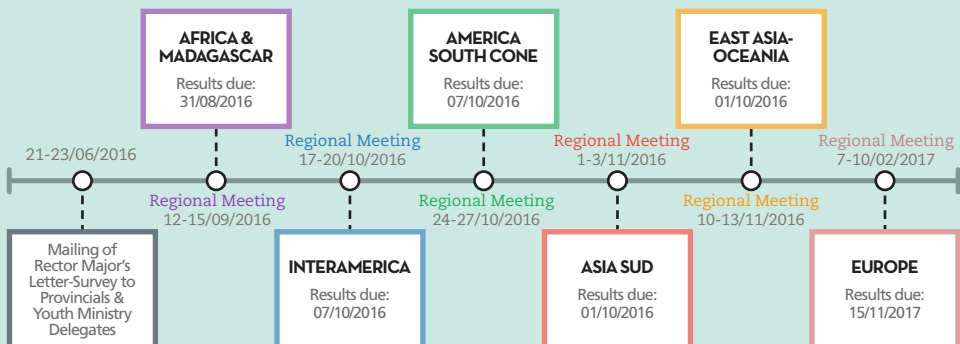 AFRICA &
MADAGASCAR
Results due:
31/08/2016
AMERICA
SOUTH CONE
Results due:
07/10/2016
EAST ASIA-
OCEANIA
Results due:
01/10/2016
21-23/06/2016
Regional Meeting
17-20/10/2016
Regional Meeting
1-3/11/2016
Regional Meeting
7-10/02/2017
Regional Meeting
12-15/09/2016
Regional Meeting
24-27/10/2016
Regional Meeting
10-13/11/2016
Mailing of
Rector Major's
Letter-Survey to
Provincials &
Youth Ministry
Delegates
INTERAMERICA
Results due:
07/10/2016
ASIA SUD
Results due:
01/10/2016
EUROPE
Results due:
15/11/2017